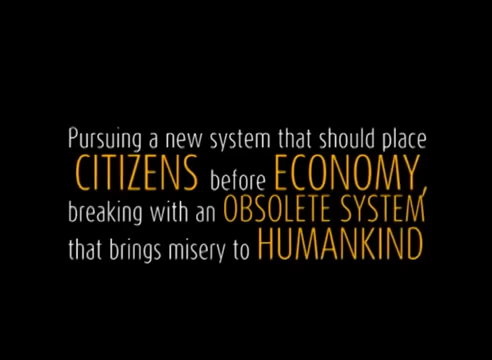 Pursuing a new system that should place
CITIZENS before ECONOMY,
breaking with an OBSOLETE SYSTEM
that brings misery to HUMANKIND